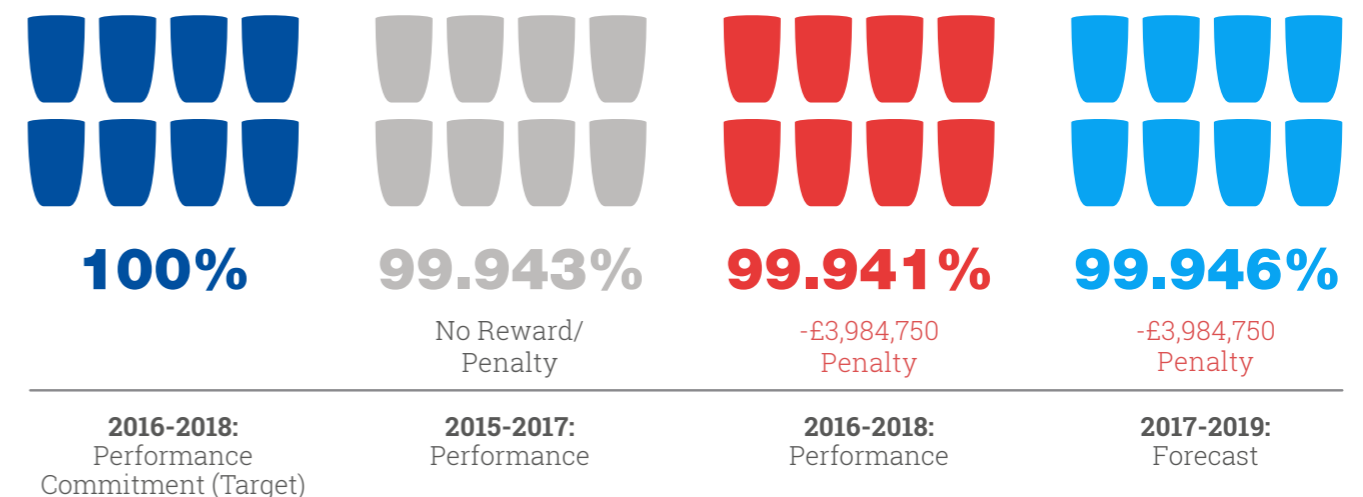 100%
99.943%
99.941%
99.946%
No Reward/
Penalty
-£3,984,750
Penalty
-£3,984,750
Penalty
2016-2018:
Performance
Commitment (Target)
2015-2017:
Performance
2016-2018:
Performance
2017-2019:
Forecast